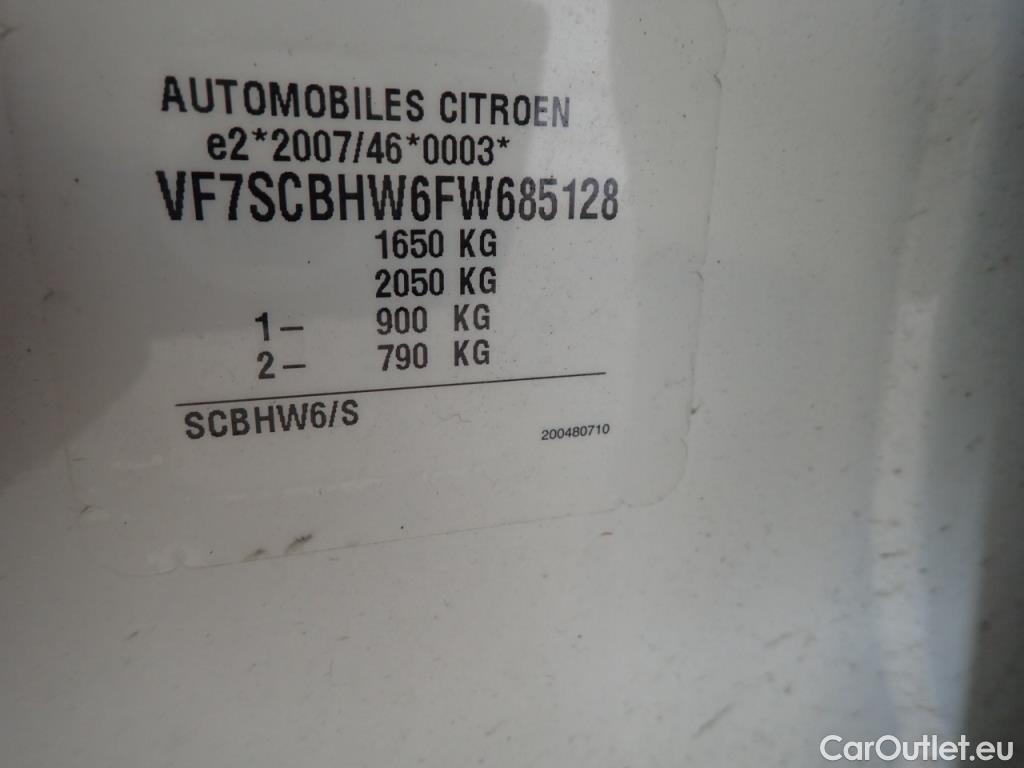 AUTOMOBILES CITROEN
e2*2007/46*0003*
VF7SCBHW6FW685128
1650 KG
2050 KG
1– 900 KG
2– 790 KG
SCBHW6/S
200480710
CarOutlet.eu